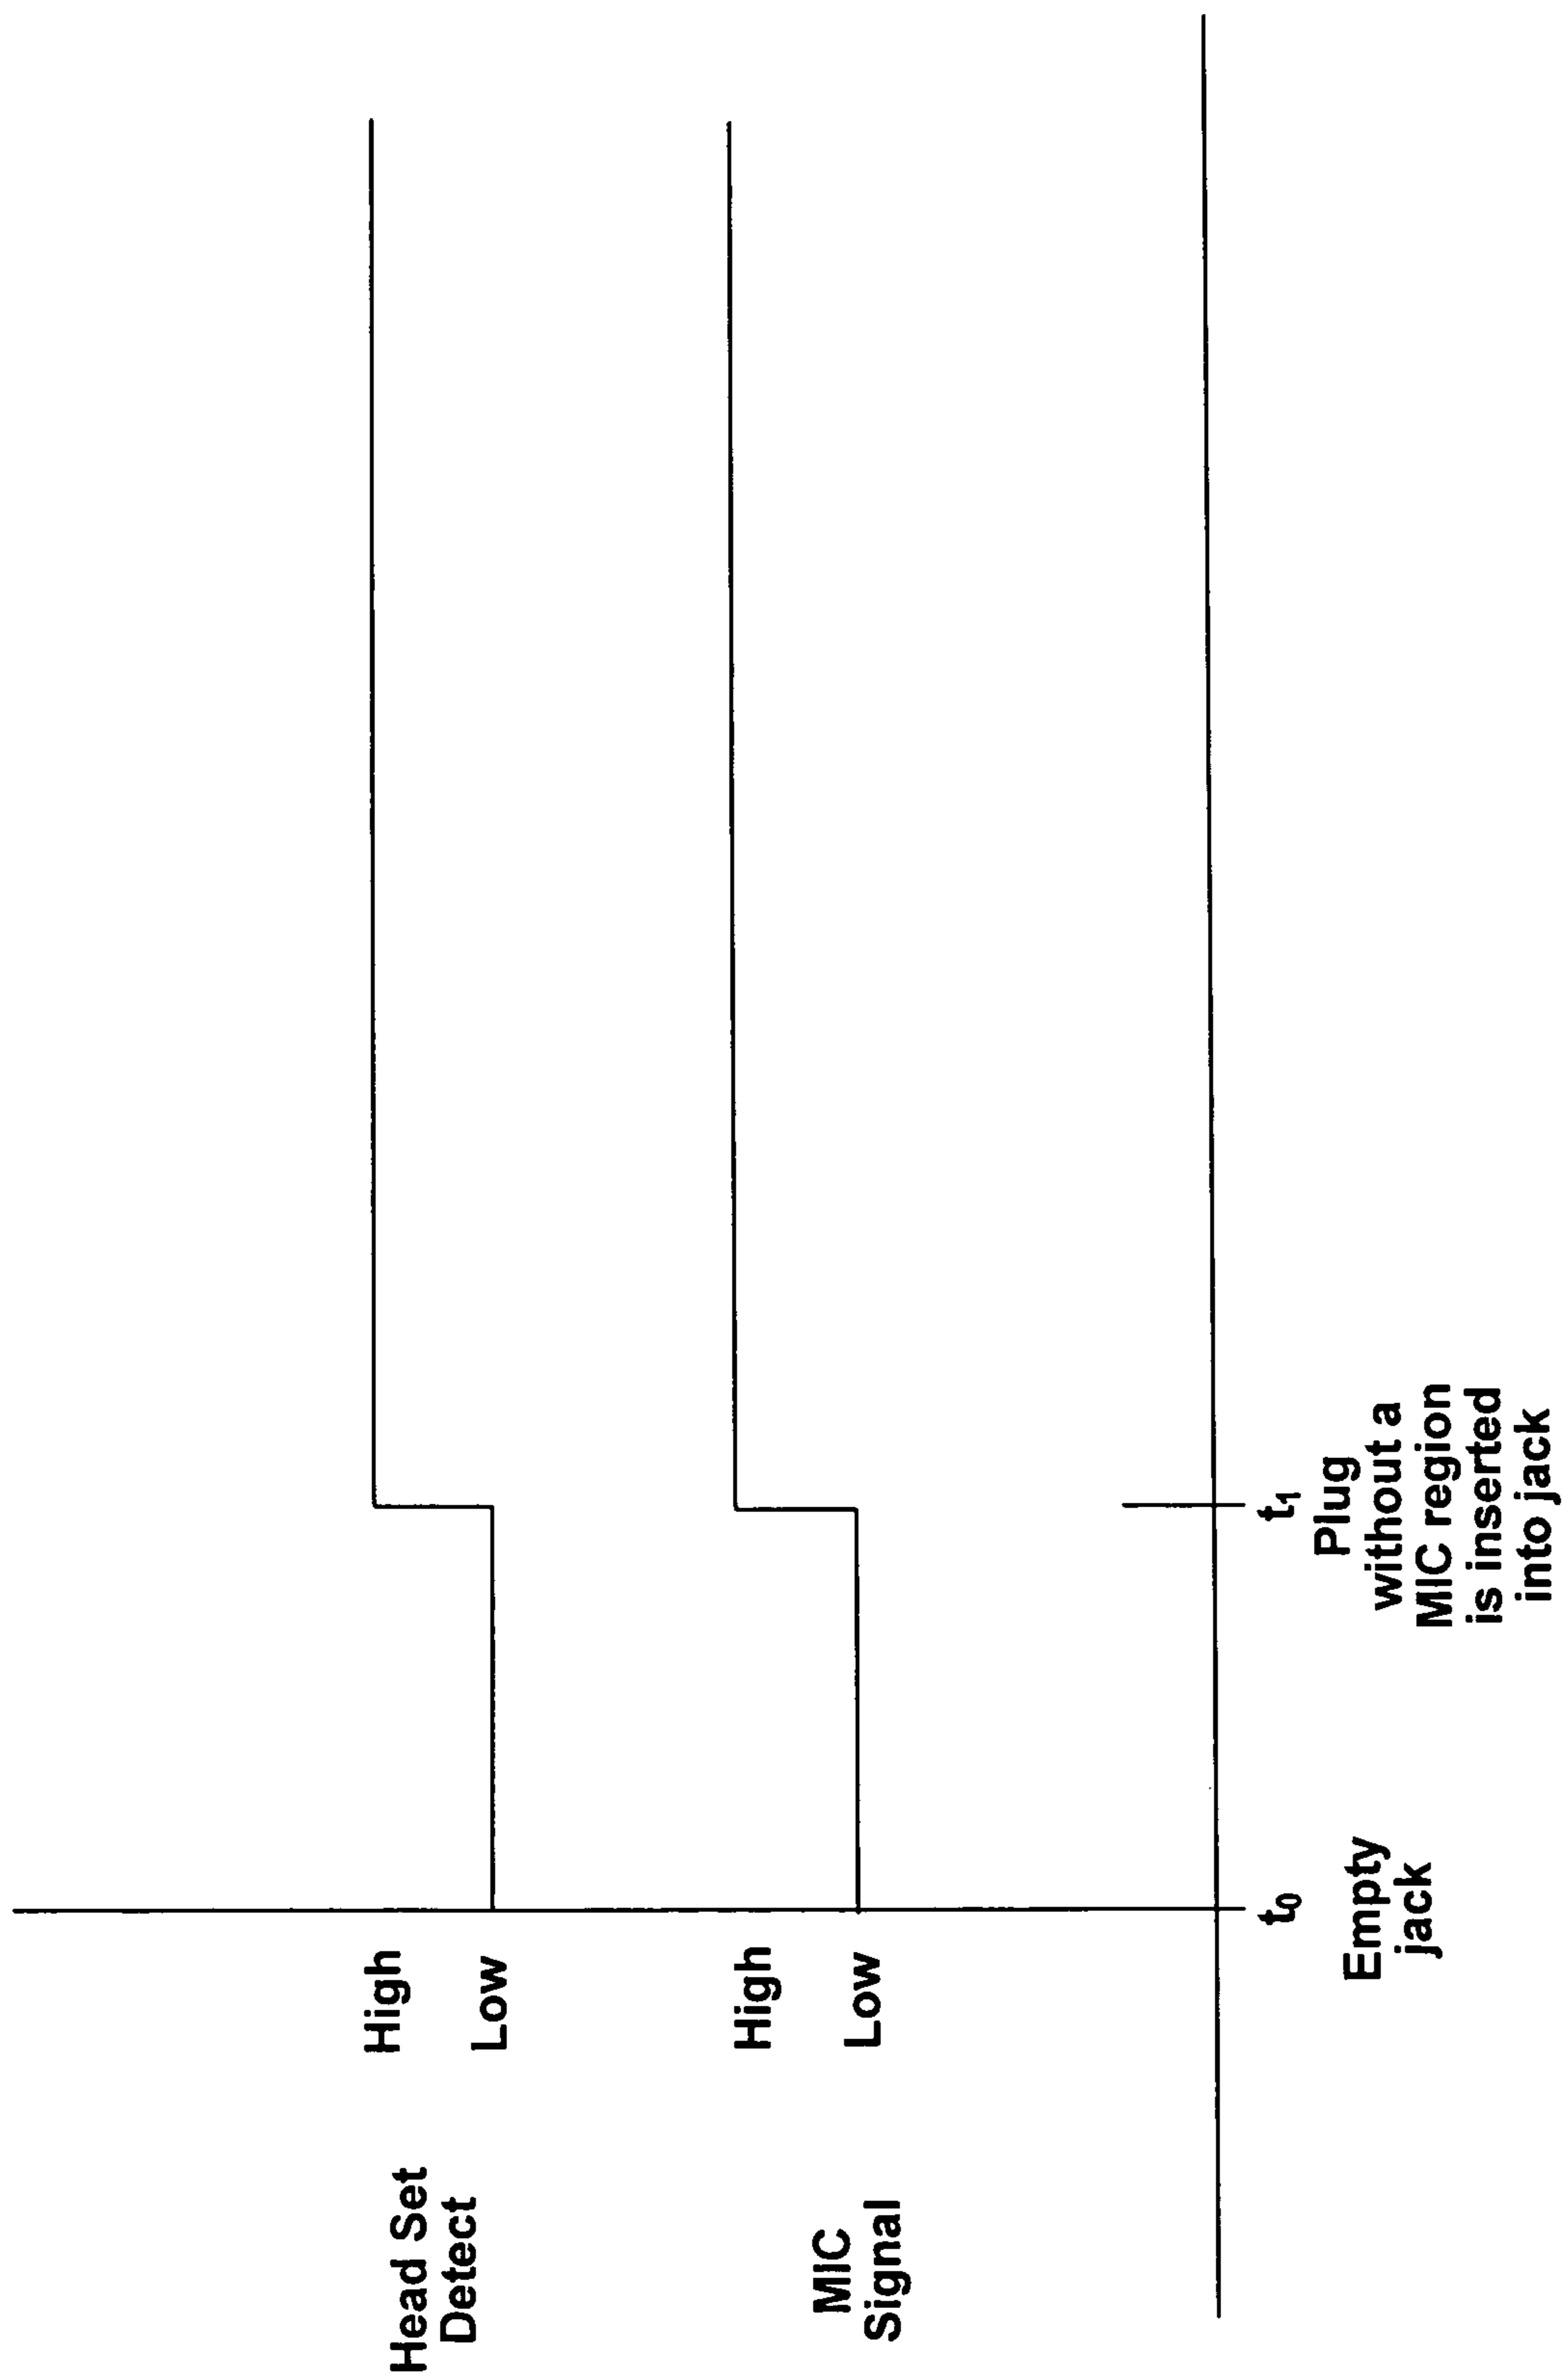 Head Set
Detect
High
Low
MIC
Signal
High
Low
t0
Empty
jack
t1
Plug
without a
MIC region
is inserted
into jack